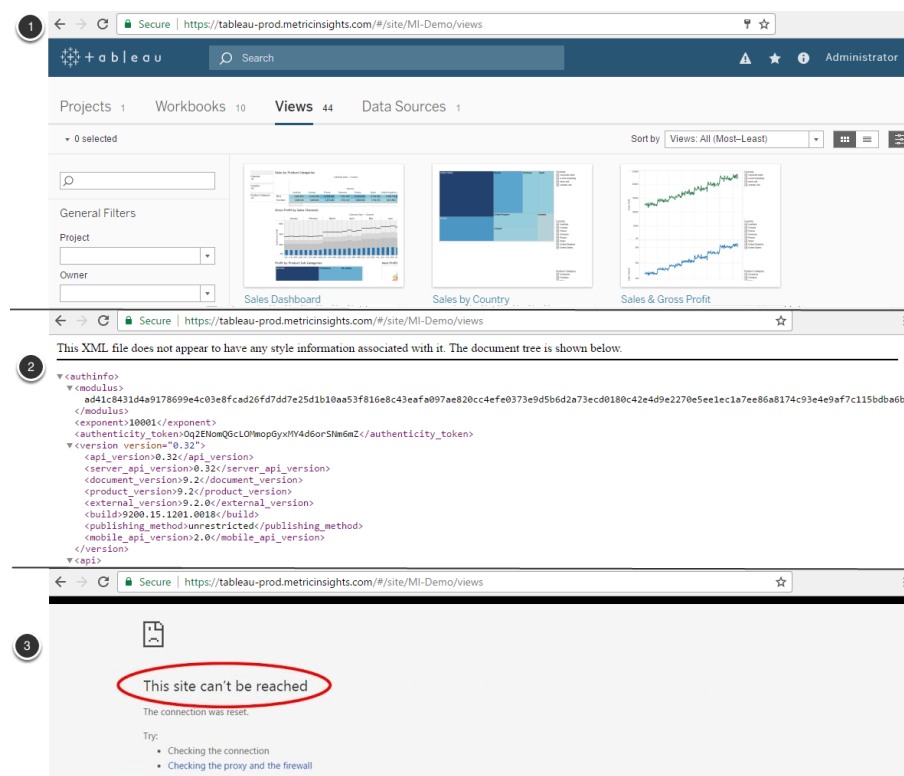 1
Secure | https://tableau-prod.metricinsights.com/#/site/MI-Demo/views
+ a b l e a u
Search
Administrator
Projects 1 Workbooks 10 Views 44 Data Sources 1
0 selected
Sort by Views: All (Most–Least)
General Filters
Project
Owner
Sales Dashboard
Sales by Country
Sales & Gross Profit
Secure | https://tableau-prod.metricinsights.com/#/site/MI-Demo/views
This XML file does not appear to have any style information associated with it. The document tree is shown below.
2
▼<authinfo>
▼<modulus>
ad41c8431d4a9178699e4c03e8fcad26fd7dd7e25d1b10aa53f816e8c43eafa097ae820cc4efe0373e9d5b6d2a73ecd0180c42e4d9e2270e5ee1ec1a7ee86a8174c93e4e9af7c115bdba6b
</modulus>
<exponent>10001</exponent>
<authenticity_token>Oq2ENomQGcLOMmopGyxMY4d6orSNm6mZ</authenticity_token>
▼<version version="0.32">
<api_version>0.32</api_version>
<server_api_version>0.32</server_api_version>
<document_version>9.2</document_version>
<product_version>9.2</product_version>
<external_version>9.2.0</external_version>
<build>9200.15.1201.0018</build>
<publishing_method>unrestricted</publishing_method>
<mobile_api_version>2.0</mobile_api_version>
</version>
▼<api>
Secure | https://tableau-prod.metricinsights.com/#/site/MI-Demo/views
3
This site can't be reached
The connection was reset.
Try:
• Checking the connection
• Checking the proxy and the firewall